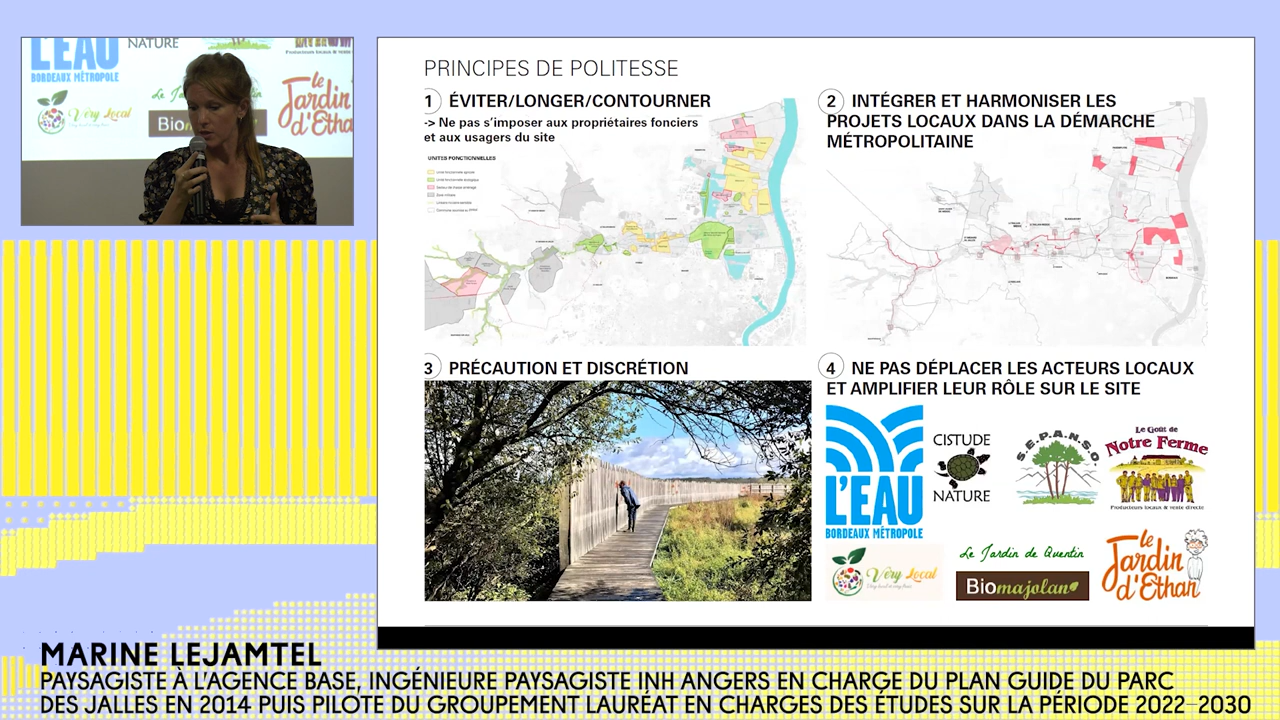 L'EAU
BORDEAUX MÉTROPOLE
NATURE
Very Local
Le J
Biom
le
Jardin
d'Etha
PRINCIPES DE POLITESSE
1 ÉVITER/LONGER/CONTOURNER
-> Ne pas s'imposer aux propriétaires fonciers
et aux usagers du site
UNITÉS FONCTIONNELLES
2 INTÉGRER ET HARMONISER LES
PROJETS LOCAUX DANS LA DÉMARCHE
MÉTROPOLITAINE
3 PRÉCAUTION ET DISCRÉTION
4 NE PAS DÉPLACER LES ACTEURS LOCAUX
ET AMPLIFIER LEUR RÔLE SUR LE SITE
L'EAU
BORDEAUX MÉTROPOLE
CISTUDE
NATURE
S.E.P.A.N.S.O.
Le Goût de
Notre Ferme
Producteurs locaux & vente directe
Very Local
Le Jardin de Quentin
Biomajolan
le
Jardin
d'Ethan
MARINE LEJAMTEL
PAYSAGISTE À L'AGENCE BASE, INGÉNIEURE PAYSAGISTE INH ANGERS EN CHARGE DU PLAN GUIDE DU PARC
DES JALLES EN 2014 PUIS PILOTE DU GROUPEMENT LAURÉAT EN CHARGES DES ÉTUDES SUR LA PÉRIODE 2022-2030